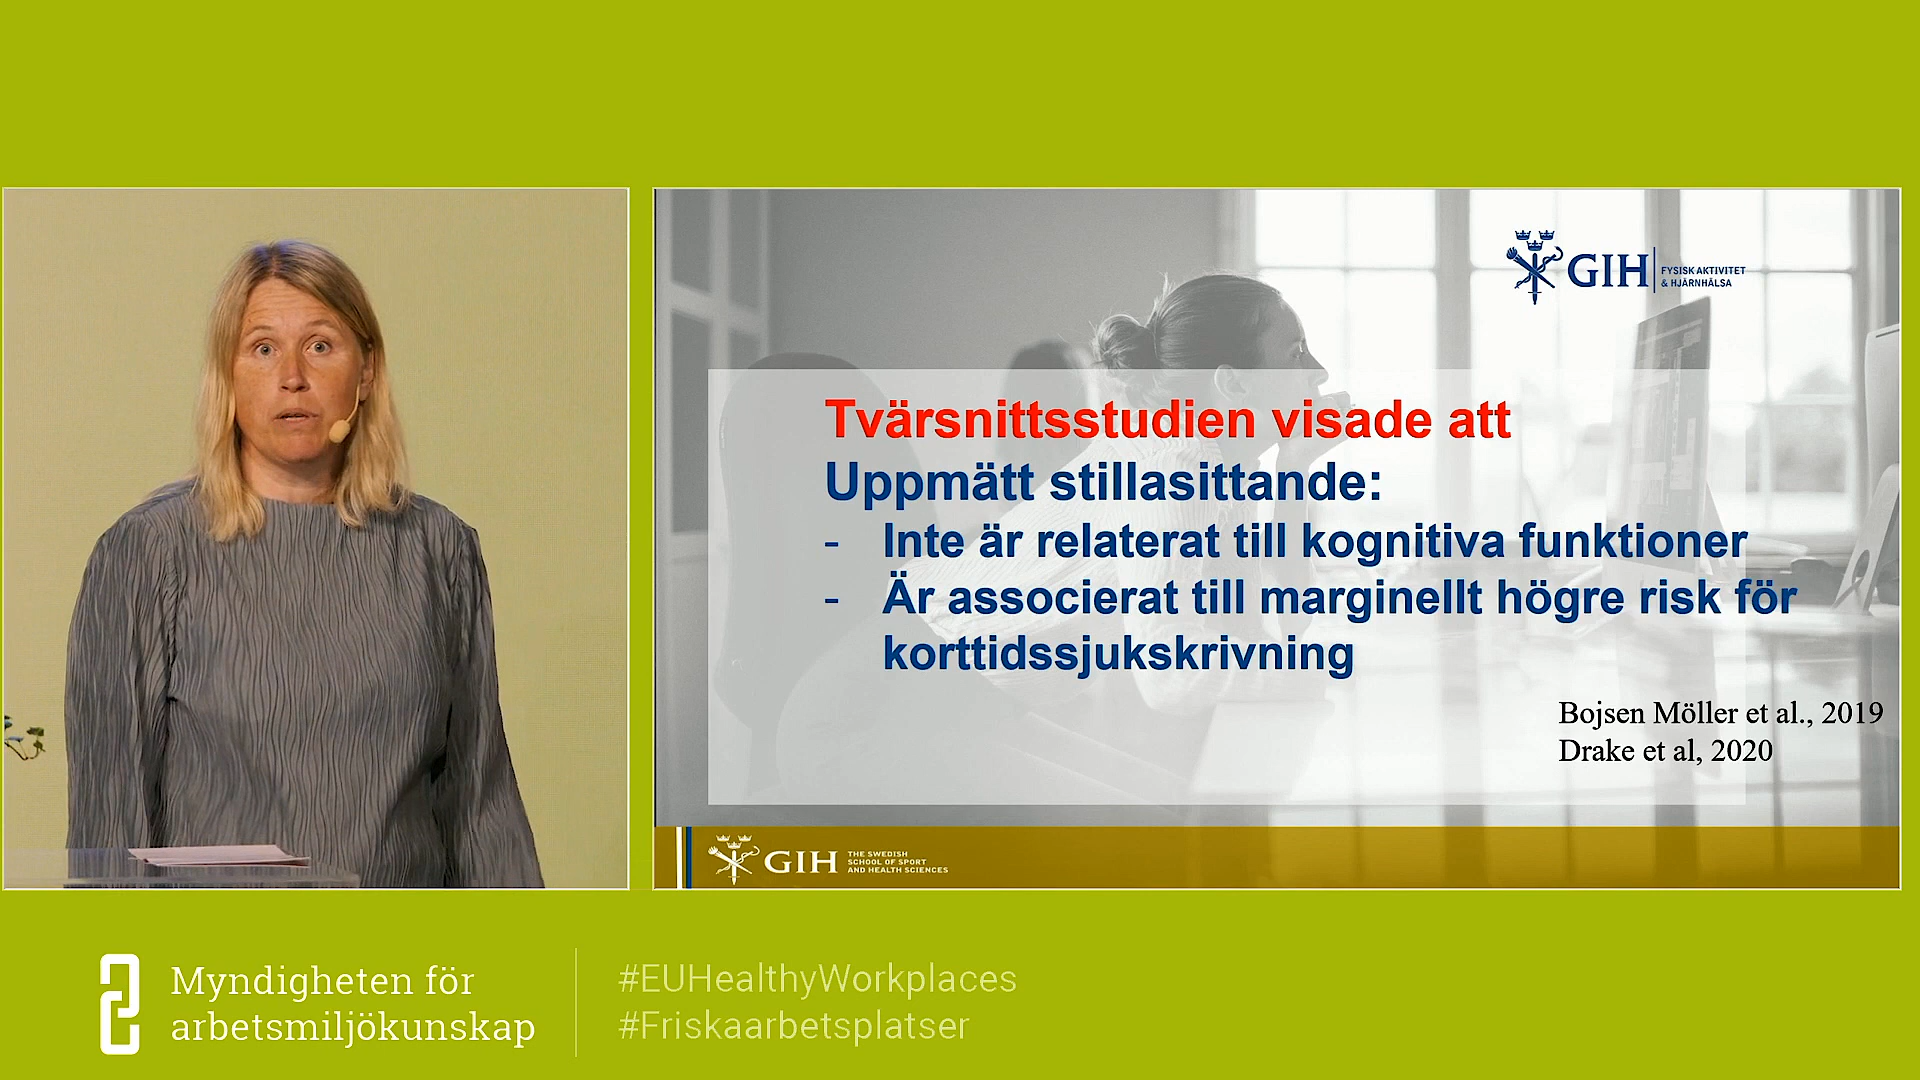 GIH
FYSISK AKTIVITET
& HJÄRNHÄLSA
Tvärsnittsstudien visade att
Uppmätt stillasittande:
- Inte är relaterat till kognitiva funktioner
- Är associerat till marginellt högre risk för
korttidssjukskrivning
Bojsen Möller et al., 2019
Drake et al, 2020
GIH
THE SWEDISH
SCHOOL OF SPORT
AND HEALTH SCIENCES
Myndigheten för
arbetsmiljökunskap
#EUHealthyWorkplaces
#Friskaarbetsplatser